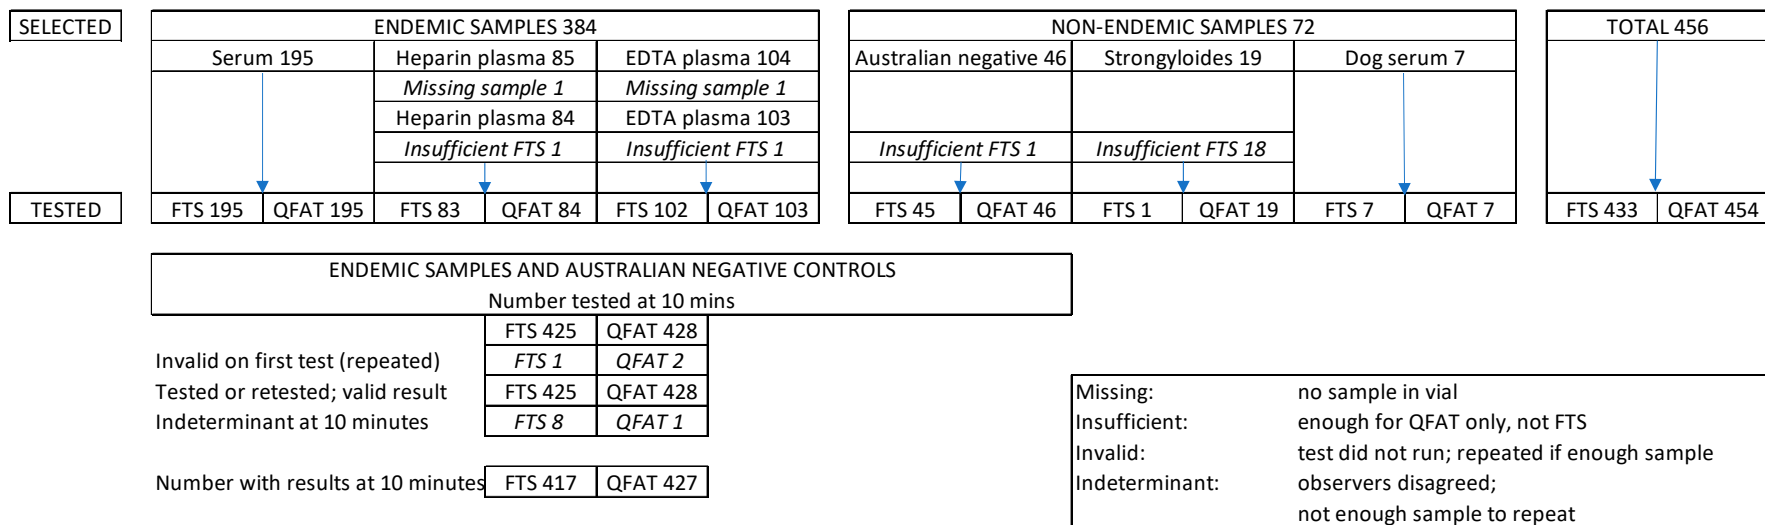 SELECTED ENDEMIC SAMPLES 384 NON-ENDEMIC SAMPLES 72 TOTAL 456
Serum 195 Heparin plasma 85 EDTA plasma 104 Australian negative 46 Strongyloides 19 Dog serum 7
Missing sample 1 Missing sample 1
Heparin plasma 84 EDTA plasma 103
Insufficient FTS 1 Insufficient FTS 1 Insufficient FTS 1 Insufficient FTS 18
TESTED FTS 195 QFAT 195 FTS 83 QFAT 84 FTS 102 QFAT 103 FTS 45 QFAT 46 FTS 1 QFAT 19 FTS 7 QFAT 7 FTS 433 QFAT 454
ENDEMIC SAMPLES AND AUSTRALIAN NEGATIVE CONTROLS
Number tested at 10 mins
FTS 425 QFAT 428
Invalid on first test (repeated) FTS 1 QFAT 2
Tested or retested; valid result FTS 425 QFAT 428
Indeterminant at 10 minutes FTS 8 QFAT 1
Number with results at 10 minutes FTS 417 QFAT 427
Missing: no sample in vial
Insufficient: enough for QFAT only, not FTS
Invalid: test did not run; repeated if enough sample
Indeterminant: observers disagreed;
not enough sample to repeat